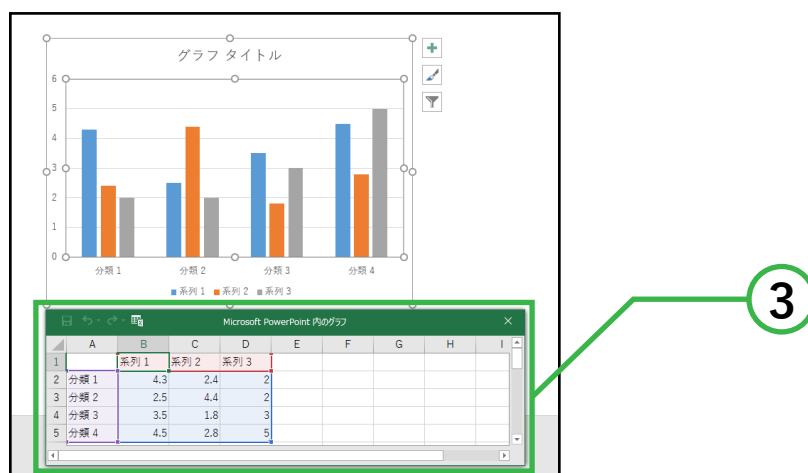 グラフ タイトル
6
5
4
3
2
1
0
分類 1 分類 2 分類 3 分類 4
系列 1 系列 2 系列 3
Microsoft PowerPoint 内のグラフ
A B C D E F G H I
1 系列 1 系列 2 系列 3
2 分類 1 4.3 2.4 2
3 分類 2 2.5 4.4 2
4 分類 3 3.5 1.8 3
5 分類 4 4.5 2.8 5
3